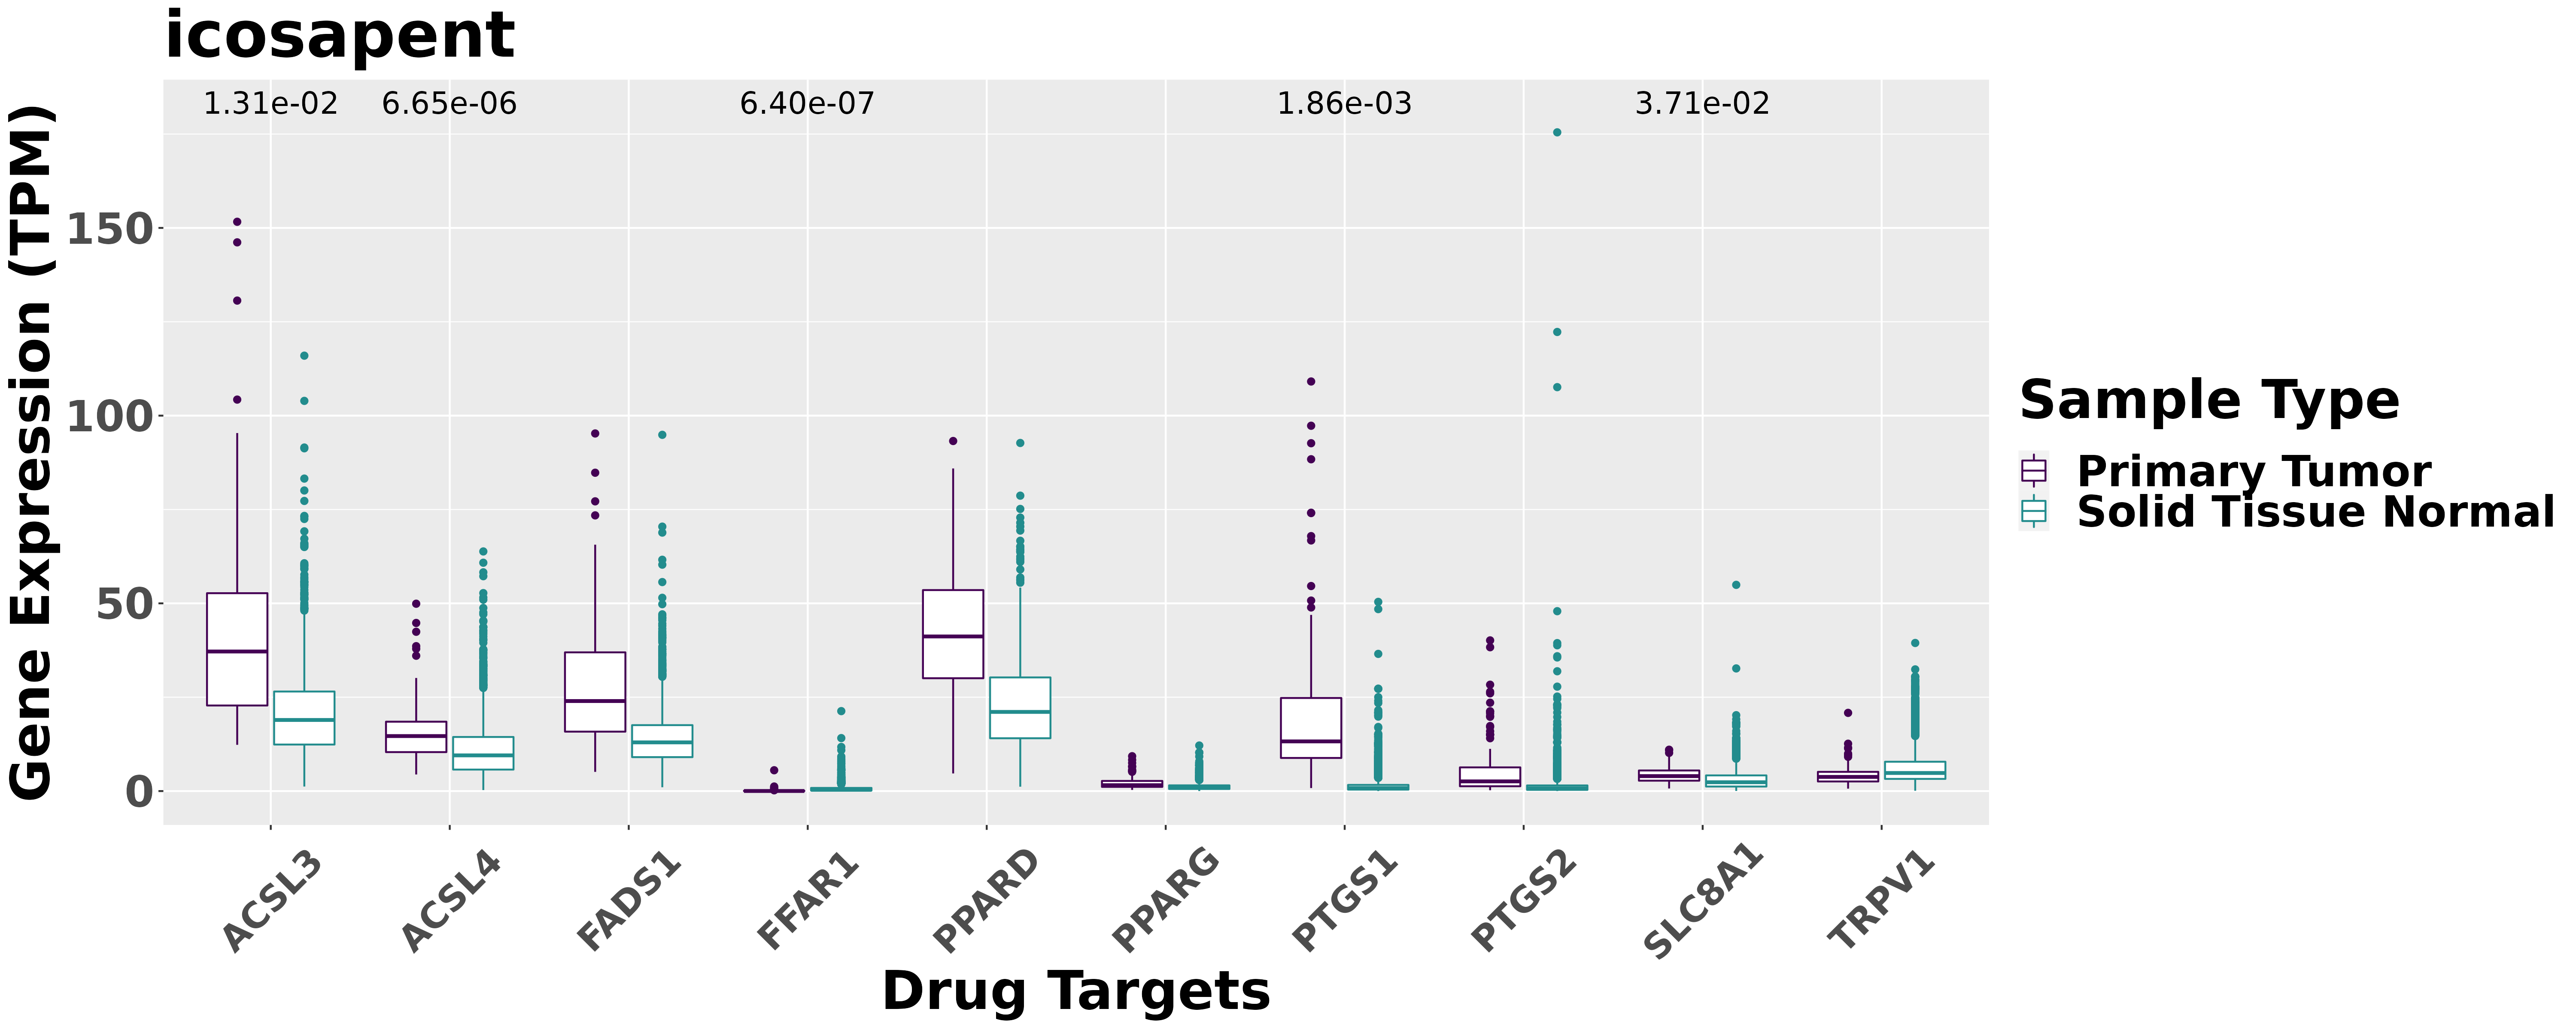 icosapent
1.31e-02 6.65e-06 6.40e-07 1.86e-03 3.71e-02
Gene Expression (TPM)
150
100
50
0
ACSL3 ACSL4 FADS1 FFAR1 PPARD PPARG PTGS1 PTGS2 SLC8A1 TRPV1
Drug Targets
Sample Type
Primary Tumor
Solid Tissue Normal